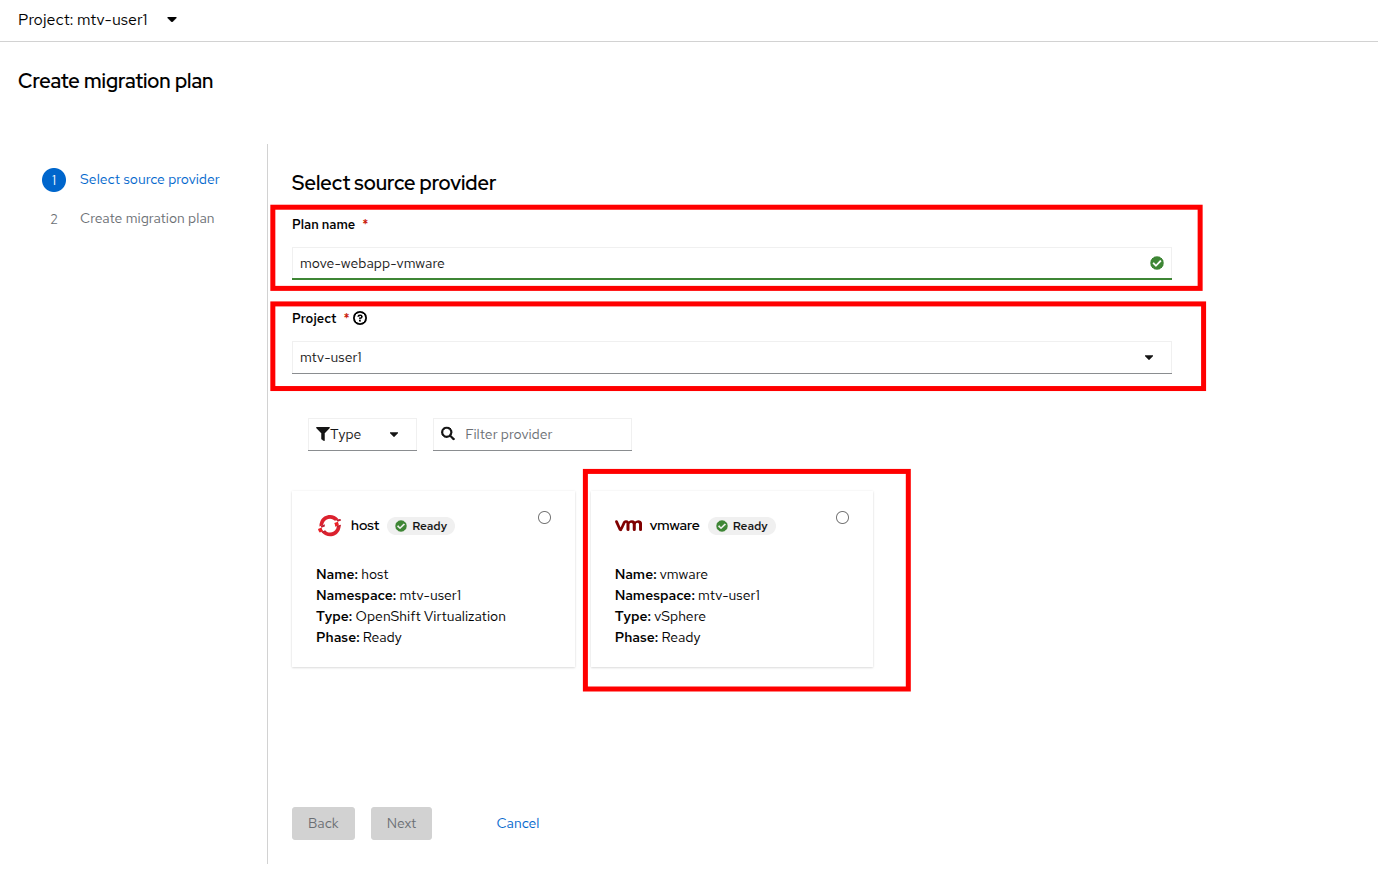 Project: mtv-user1
Create migration plan
1 Select source provider
2 Create migration plan
Select source provider
Plan name *
move-webapp-vmware
Project *
mtv-user1
Type
Filter provider
host Ready
Name: host
Namespace: mtv-user1
Type: OpenShift Virtualization
Phase: Ready
vm vmware Ready
Name: vmware
Namespace: mtv-user1
Type: vSphere
Phase: Ready
Back Next Cancel